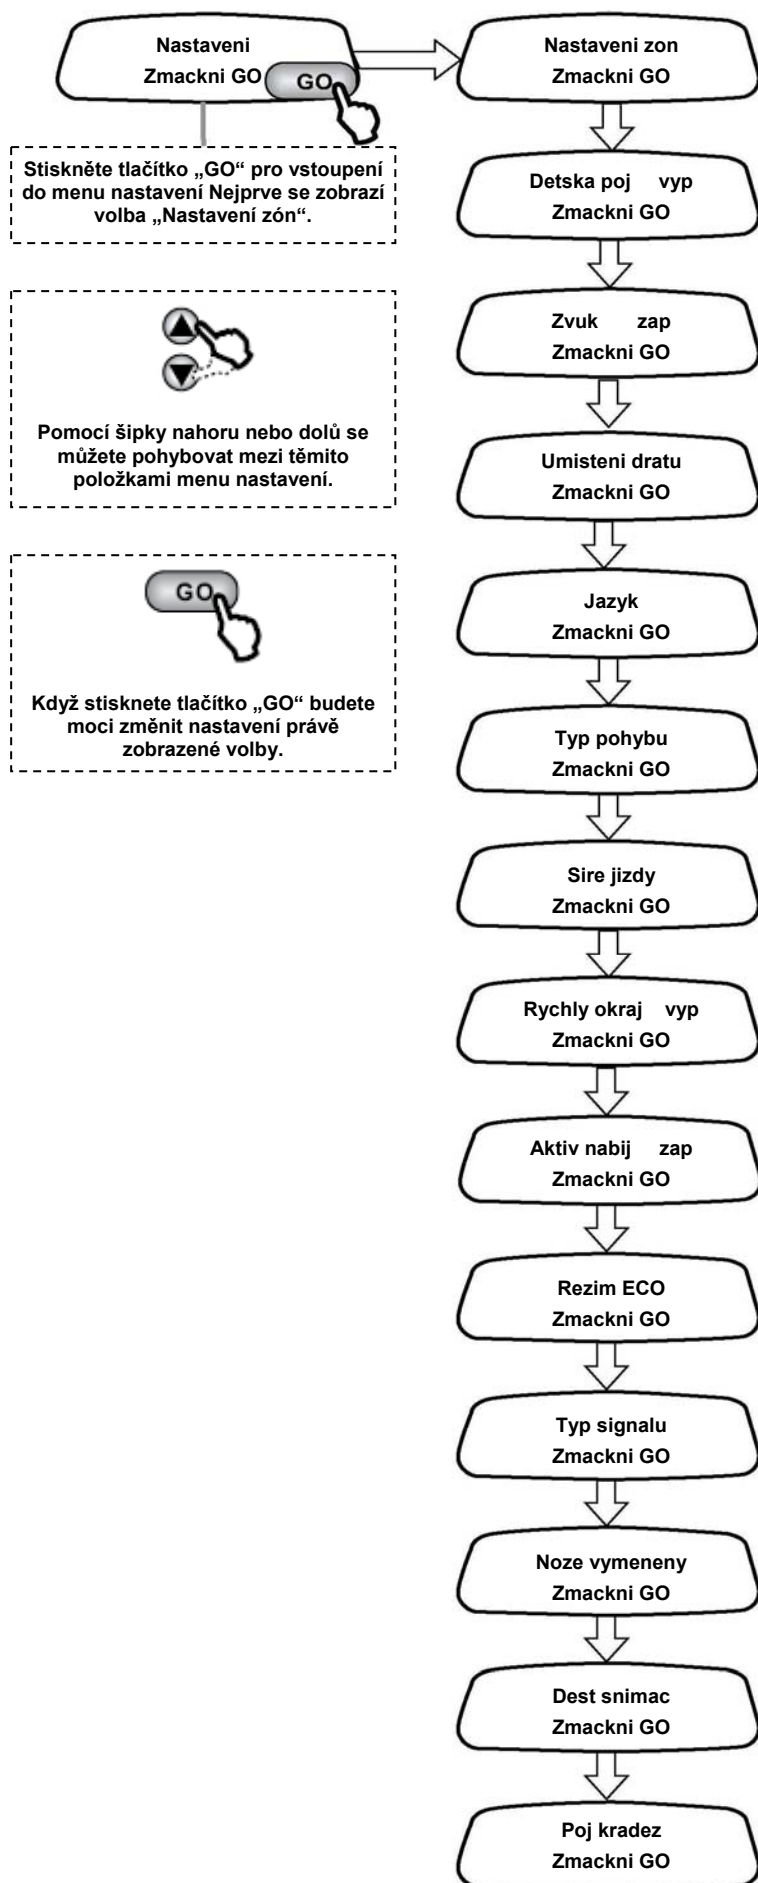 Nastaveni
Zmackni GO
GO
Stiskněte tlačítko „GO“ pro vstoupení
do menu nastavení Nejprve se zobrazí
volba „Nastavení zón“.
Pomocí šipky nahoru nebo dolů se
můžete pohybovat mezi těmito
položkami menu nastavení.
GO
Když stisknete tlačítko „GO“ budete
moci změnit nastavení právě
zobrazené volby.
Nastaveni zon
Zmackni GO
Detska poj vyp
Zmackni GO
Zvuk zap
Zmackni GO
Umisteni dratu
Zmackni GO
Jazyk
Zmackni GO
Typ pohybu
Zmackni GO
Sire jizdy
Zmackni GO
Rychly okraj vyp
Zmackni GO
Aktiv nabij zap
Zmackni GO
Rezim ECO
Zmackni GO
Typ signalu
Zmackni GO
Noze vymeneny
Zmackni GO
Dest snimac
Zmackni GO
Poj kradez
Zmackni GO